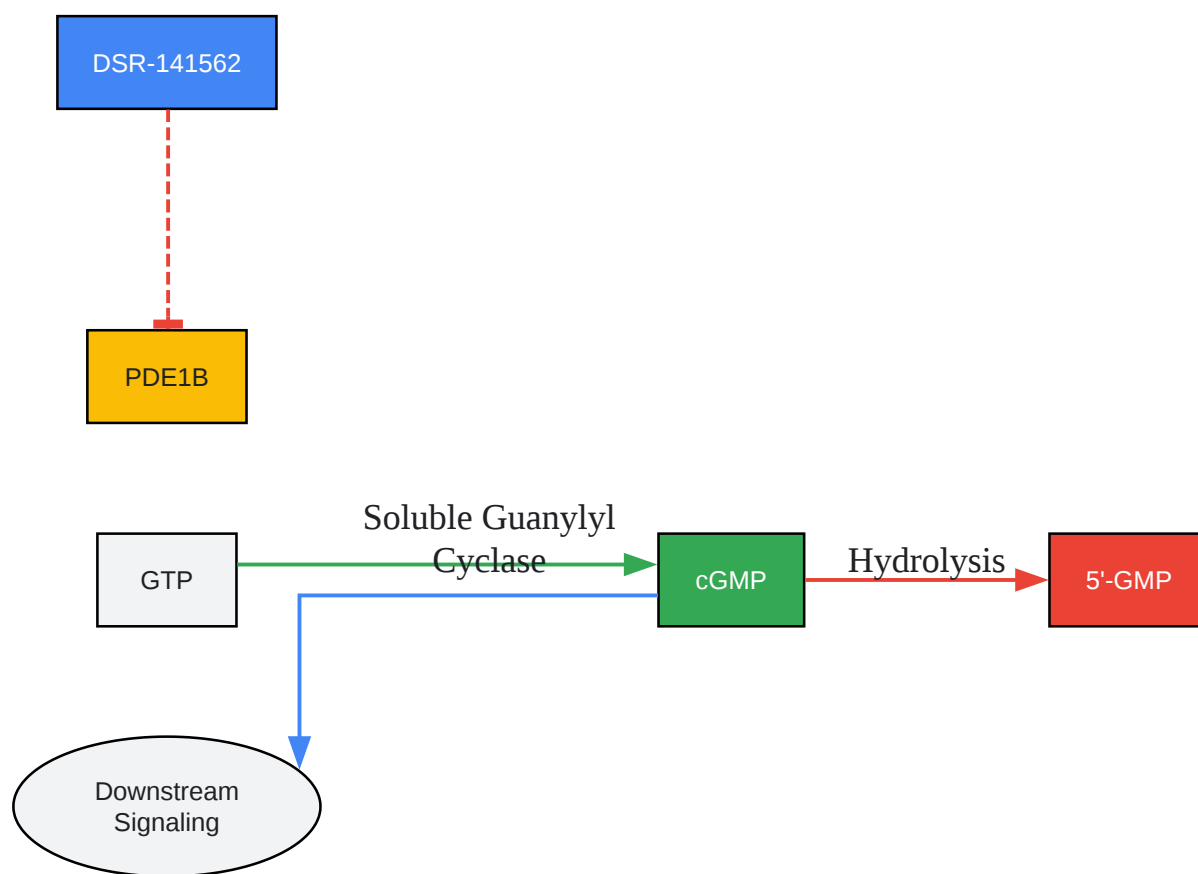 DSR-141562
PDE1B
Soluble Guanylyl
Cyclase
GTP
cGMP
Hydrolysis
5'-GMP
Downstream
Signaling